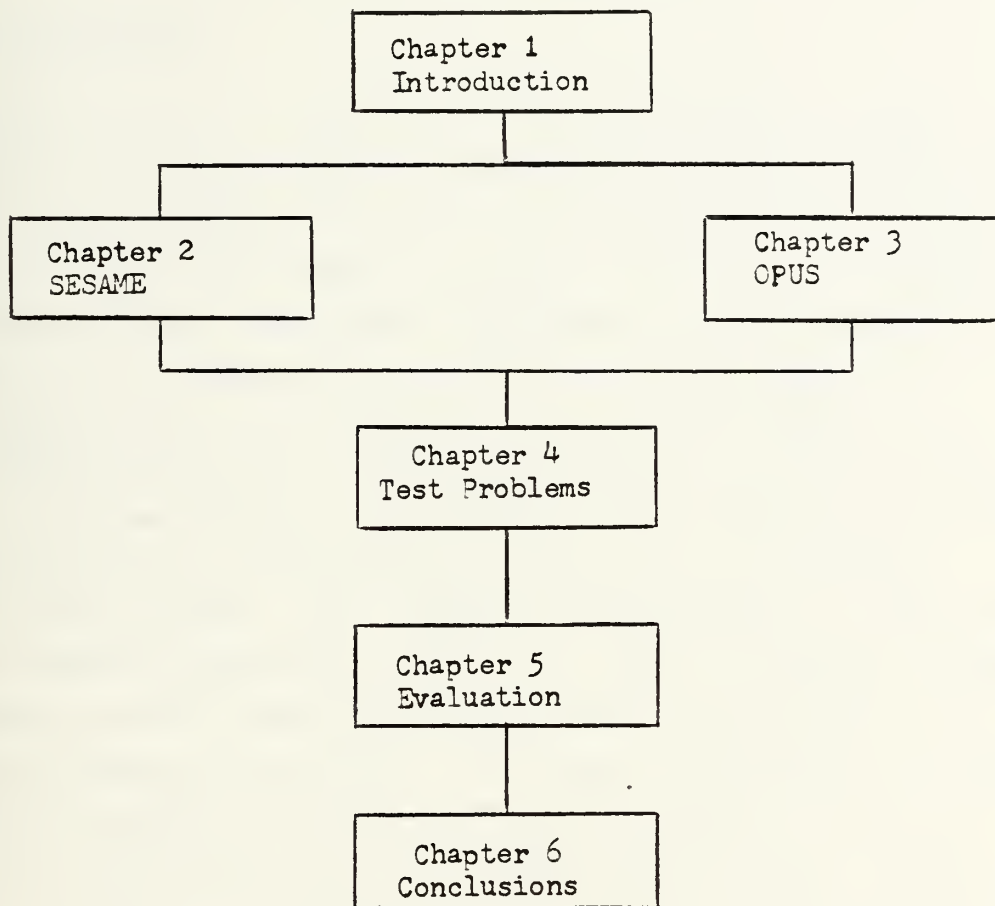 Chapter 1
Introduction
Chapter 2
SESAME
Chapter 3
OPUS
Chapter 4
Test Problems
Chapter 5
Evaluation
Chapter 6
Conclusions